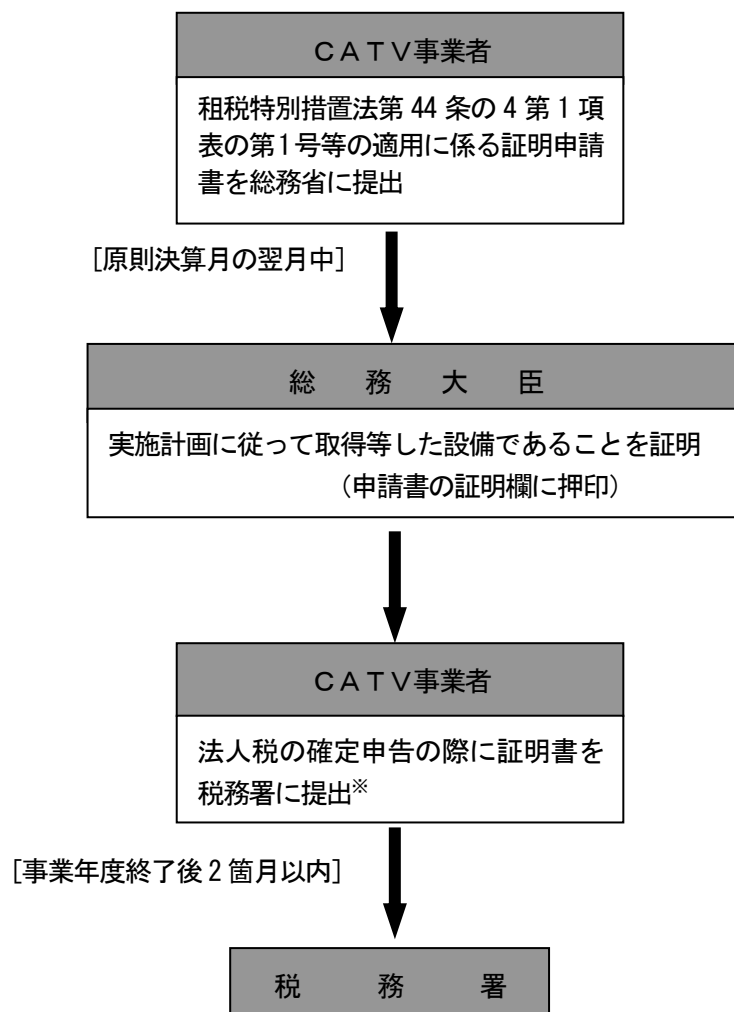 ＣＡＴＶ事業者
租税特別措置法第 44 条の 4 第 1 項
表の第1号等の適用に係る証明申請
書を総務省に提出
［原則決算月の翌月中］
総　務　大　臣
実施計画に従って取得等した設備であることを証明
（申請書の証明欄に押印）
ＣＡＴＶ事業者
法人税の確定申告の際に証明書を
税務署に提出※
［事業年度終了後 2 箇月以内］
税　務　署